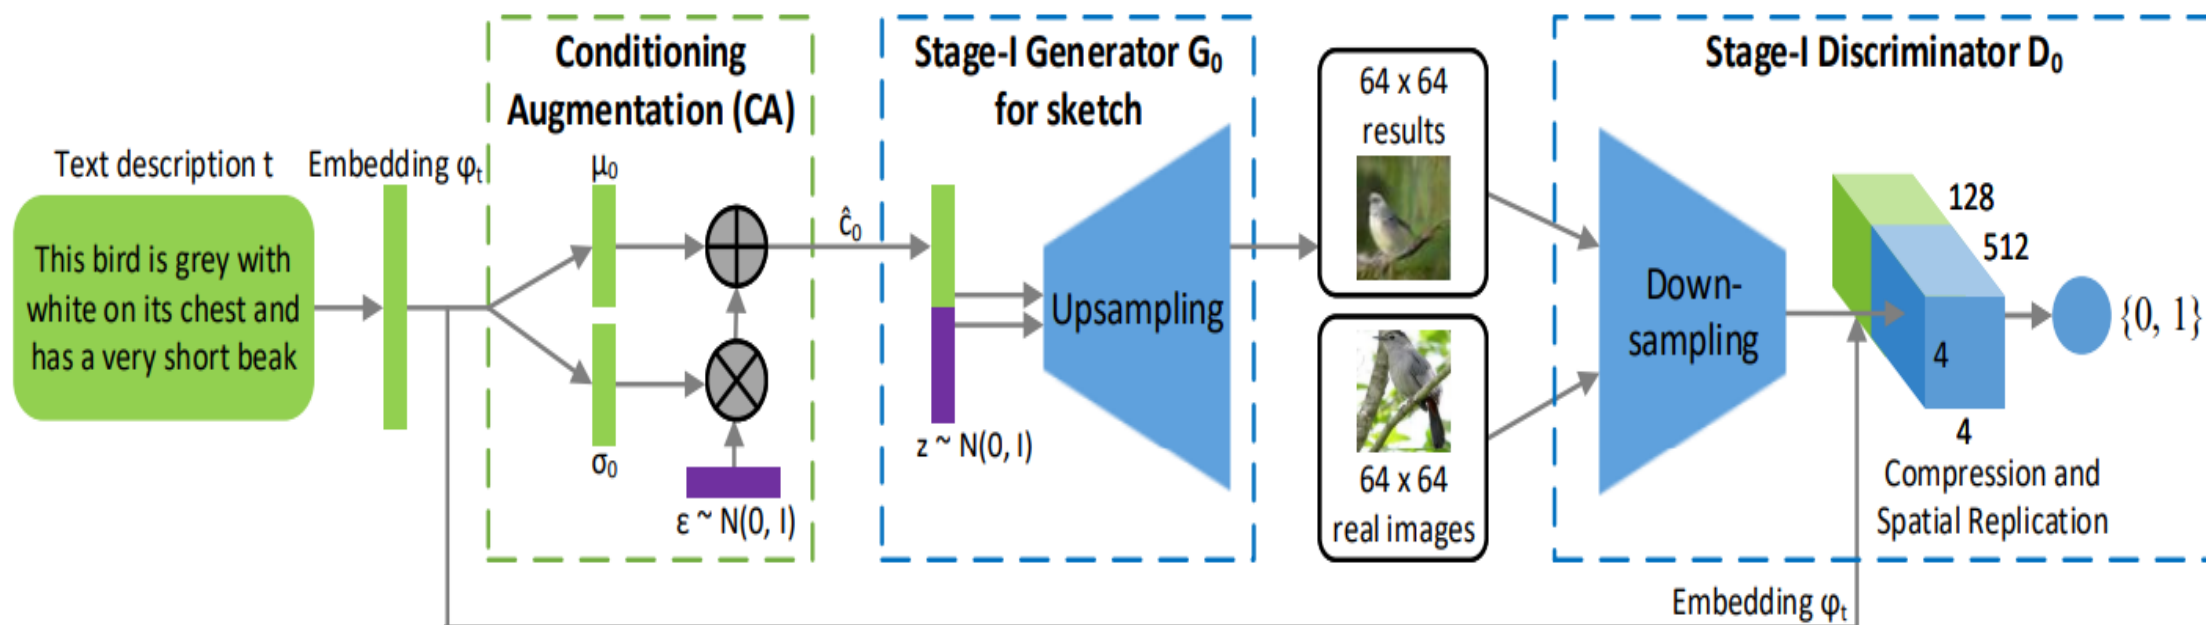 Text description t
This bird is grey with
white on its chest and
has a very short beak
Embedding φₜ
Conditioning
Augmentation (CA)
μ₀
σ₀
ε ~ N(0, I)
ĉ₀
Stage-I Generator G₀
for sketch
Upsampling
z ~ N(0, I)
64 x 64
results
64 x 64
real images
Stage-I Discriminator D₀
Down-
sampling
128
512
4
4
{0, 1}
Compression and
Spatial Replication
Embedding φₜ